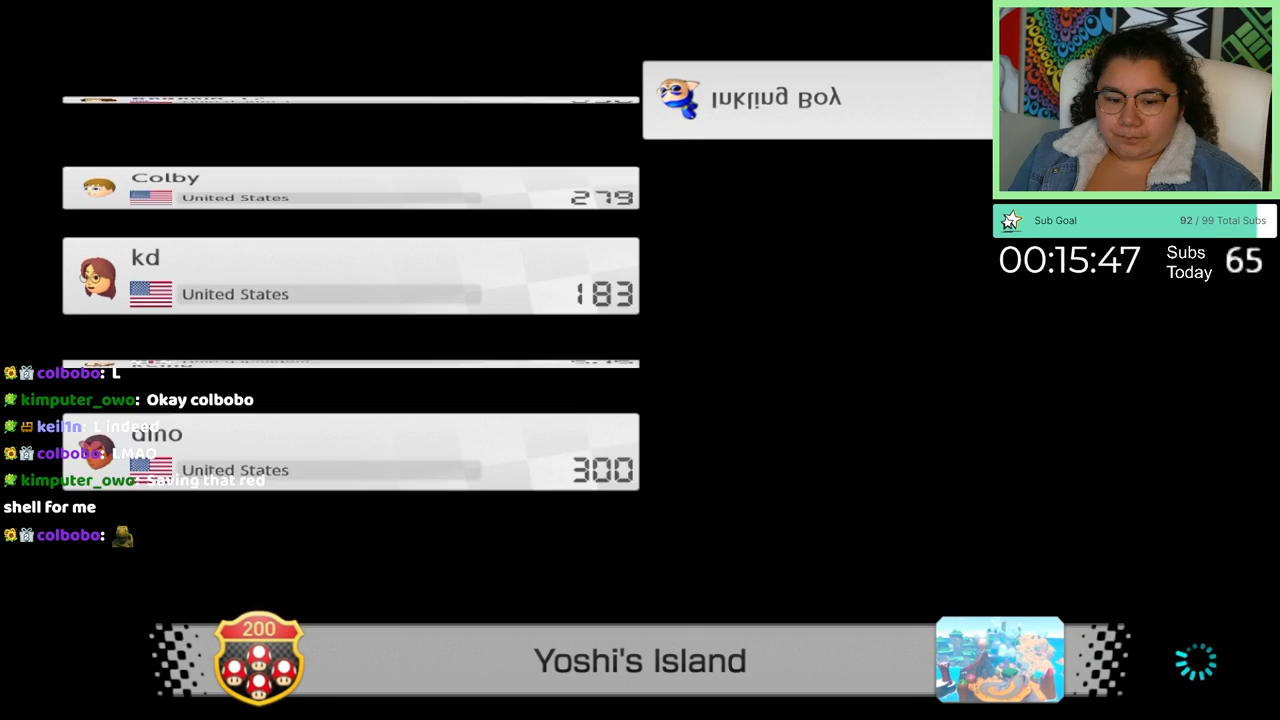 Inkling Boy
Colby
United States
279
kd
United States
183
dino
United States
300
colbobo: L
kimputer_owo: Okay colbobo
keil1n: L indeed
colbobo: LMAO
kimputer_owo: Saving that red
shell for me
colbobo:
Sub Goal
92 / 99 Total Subs
00:15:47
Subs
Today
65
200
Yoshi's Island